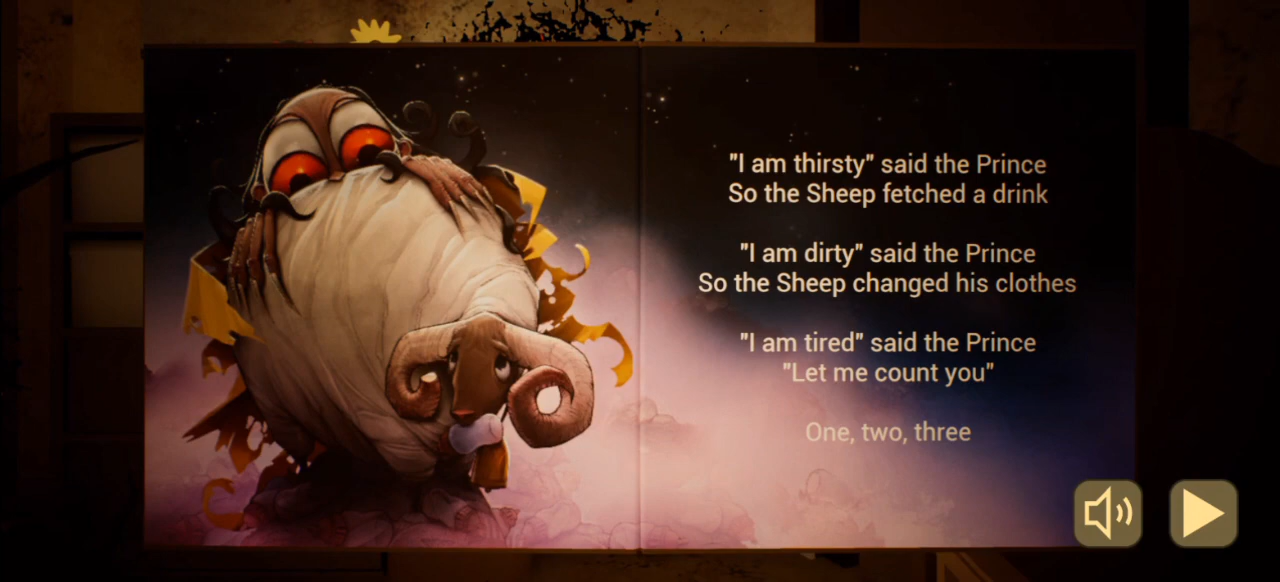 "I am thirsty" said the Prince
So the Sheep fetched a drink
"I am dirty" said the Prince
So the Sheep changed his clothes
"I am tired" said the Prince
"Let me count you"
One, two, three